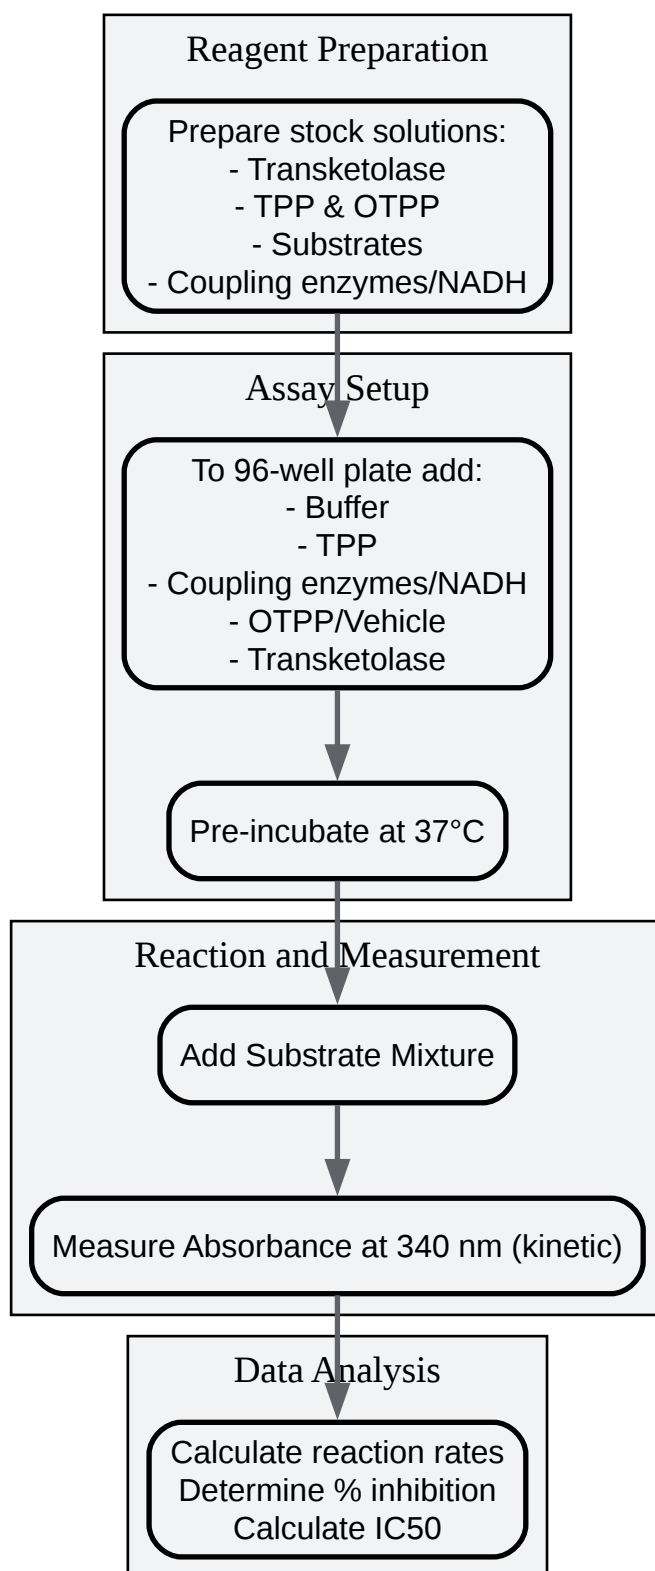 Reagent Preparation
Prepare stock solutions:
- Transketolase
- TPP & OTPP
- Substrates
- Coupling enzymes/NADH
Assay Setup
To 96-well plate add:
- Buffer
- TPP
- Coupling enzymes/NADH
- OTPP/Vehicle
- Transketolase
Pre-incubate at 37°C
Reaction and Measurement
Add Substrate Mixture
Measure Absorbance at 340 nm (kinetic)
Data Analysis
Calculate reaction rates
Determine % inhibition
Calculate IC50